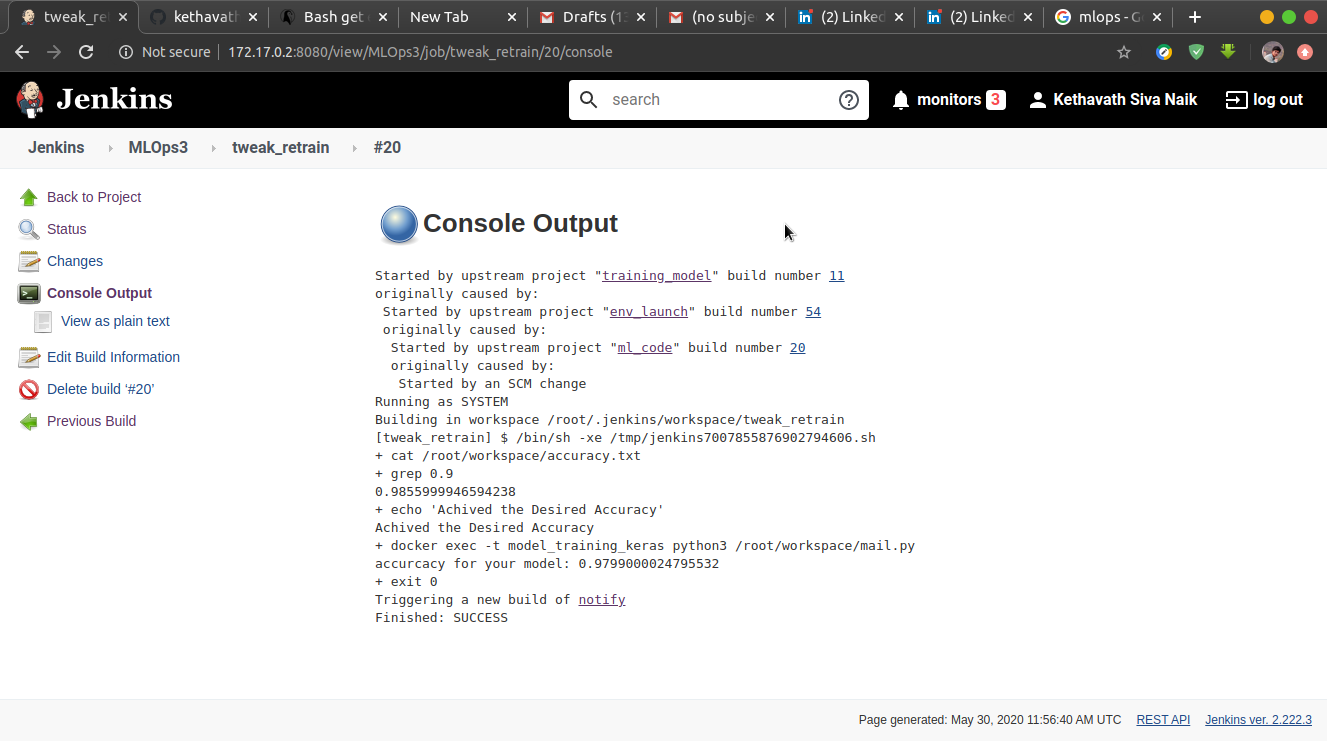 tweak_re
kethavath
Bash get
New Tab
Drafts (13
(no subje
(2) Linked
(2) Linked
mlops - Go
Not secure
172.17.0.2:8080/view/MLOps3/job/tweak_retrain/20/console
Jenkins
search
monitors 3
Kethavath Siva Naik
log out
Jenkins
MLOps3
tweak_retrain
#20
Back to Project
Status
Changes
Console Output
View as plain text
Edit Build Information
Delete build ‘#20’
Previous Build
Console Output
Started by upstream project "training_model" build number 11
originally caused by:
Started by upstream project "env_launch" build number 54
originally caused by:
Started by upstream project "ml_code" build number 20
originally caused by:
Started by an SCM change
Running as SYSTEM
Building in workspace /root/.jenkins/workspace/tweak_retrain
[tweak_retrain] $ /bin/sh -xe /tmp/jenkins7007855876902794606.sh
+ cat /root/workspace/accuracy.txt
+ grep 0.9
0.9855999946594238
+ echo 'Achived the Desired Accuracy'
Achived the Desired Accuracy
+ docker exec -t model_training_keras python3 /root/workspace/mail.py
accurcacy for your model: 0.9799000024795532
+ exit 0
Triggering a new build of notify
Finished: SUCCESS
Page generated: May 30, 2020 11:56:40 AM UTC
REST API
Jenkins ver. 2.222.3